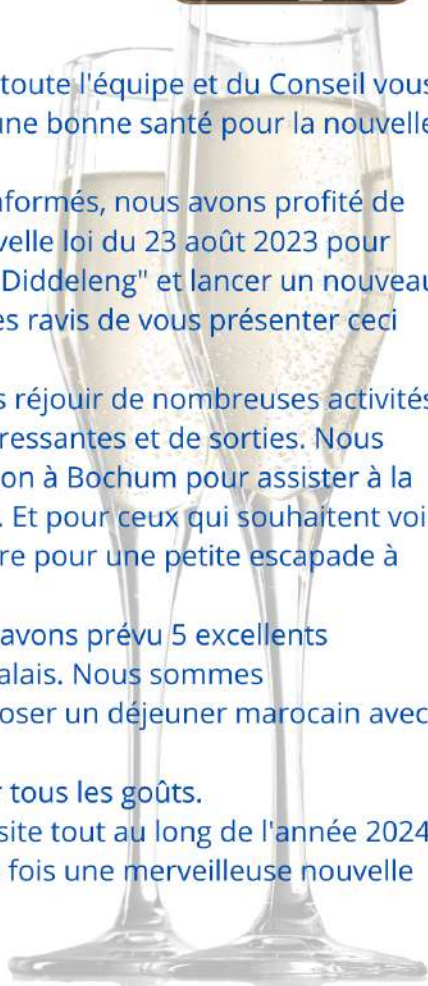 toute l'équipe et du Conseil vous
une bonne santé pour la nouvelle
nformés, nous avons profité de
velle loi du 23 août 2023 pour
Diddeleng" et lancer un nouveau
es ravis de vous présenter ceci
s réjouir de nombreuses activités
ressantes et de sorties. Nous
on à Bochum pour assister à la
. Et pour ceux qui souhaitent voi
re pour une petite escapade à
avons prévu 5 excellents
alais. Nous sommes
oser un déjeuner marocain avec
r tous les goûts.
site tout au long de l'année 2024
fois une merveilleuse nouvelle